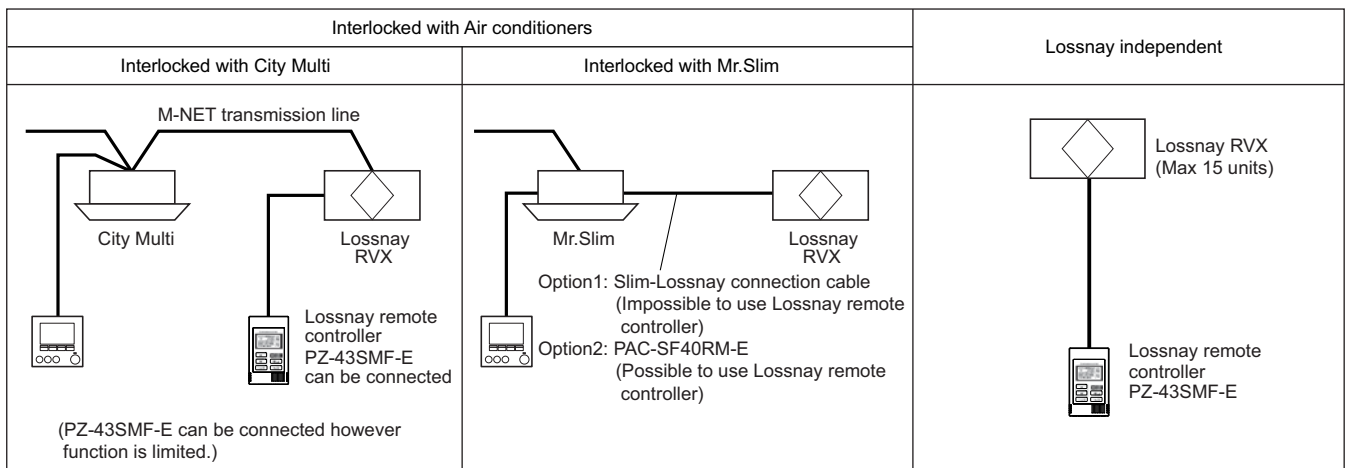 Interlocked with Air conditioners
Lossnay independent
Interlocked with City Multi
Interlocked with Mr.Slim
M-NET transmission line
City Multi
Lossnay
RVX
Lossnay remote
controller
PZ-43SMF-E
can be connected
(PZ-43SMF-E can be connected however
function is limited.)
Mr.Slim
Lossnay
RVX
Option1: Slim-Lossnay connection cable
(Impossible to use Lossnay remote
controller)
Option2: PAC-SF40RM-E
(Possible to use Lossnay remote
controller)
Lossnay RVX
(Max 15 units)
Lossnay remote
controller
PZ-43SMF-E